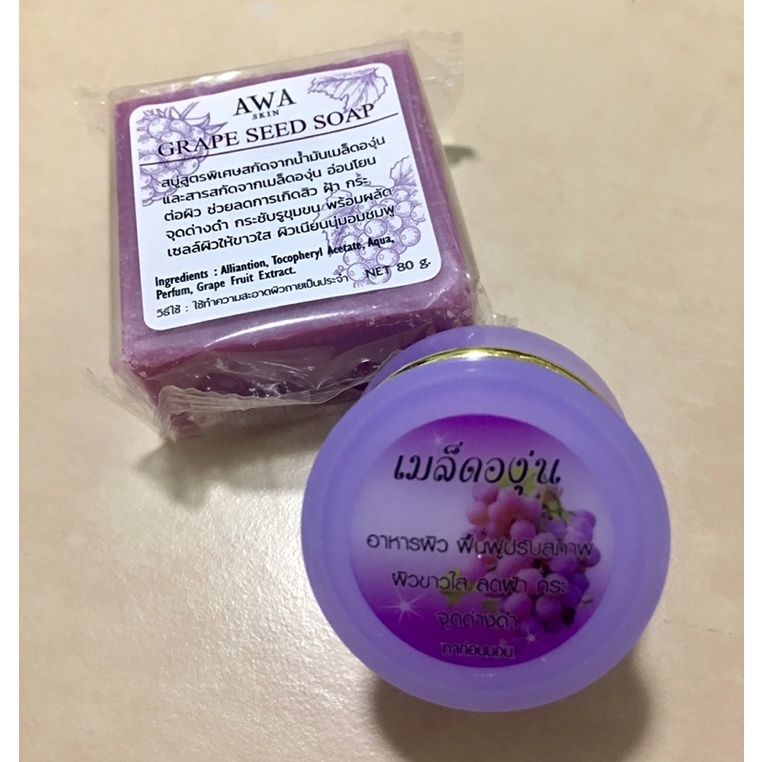 AWA
SKIN
GRAPE SEED SOAP
สบู่สูตรพิเศษสกัดจากน้ำมันเมล็ดองุ่น
และสารสกัดจากเมล็ดองุ่น อ่อนโยน
ต่อผิว ช่วยลดการเกิดสิว ฝ้า กระ
จุดด่างดำ กระชับรูขุมขน พร้อมผลัด
เซลล์ผิวให้ขาวใส ผิวเนียนนุ่มอมชมพู
Ingredients : Alliantion, Tocopheryl Acetate, Aqua,
Perfum, Grape Fruit Extract.
วิธีใช้ : ใช้ทำความสะอาดผิวกายเป็นประจำ NET 80 g.
เมล็ดองุ่น
อาหารผิว ฟื้นฟูปรับสภาพ
ผิวขาวใส ลดฝ้า กระ
จุดด่างดำ
ทาก่อนนอน